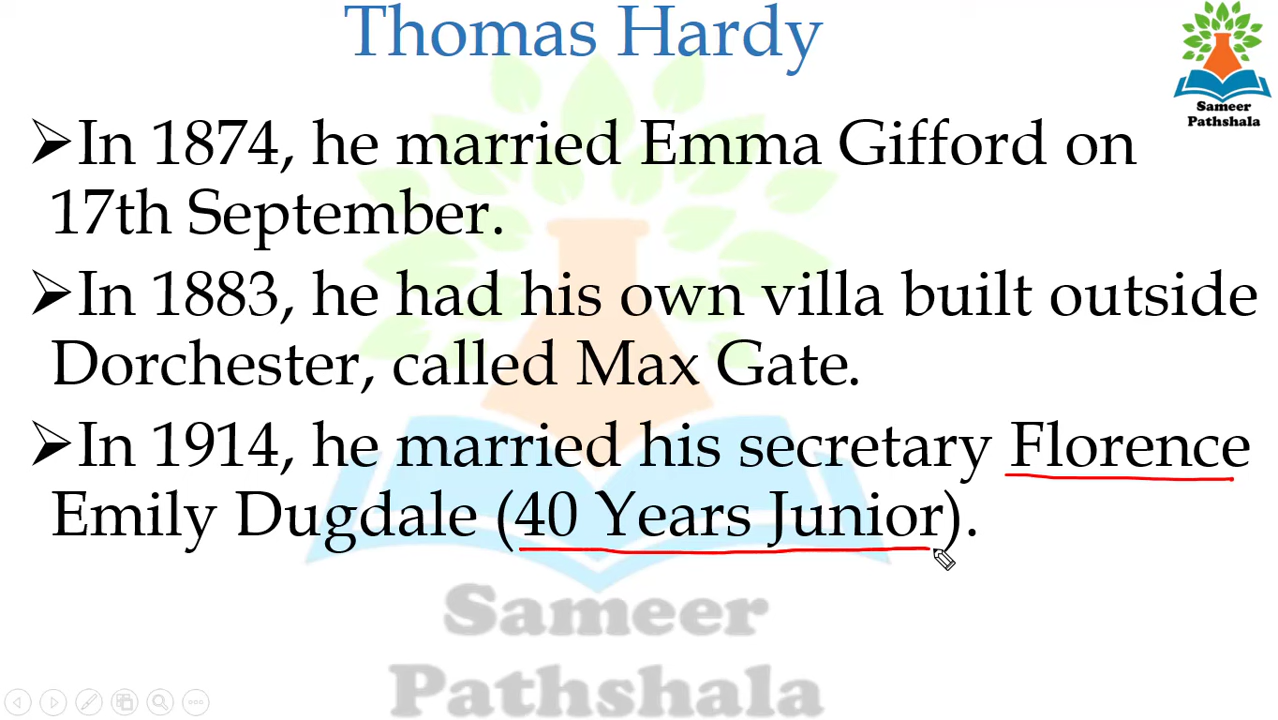 Thomas Hardy
Sameer
Pathshala
➢In 1874, he married Emma Gifford on
17th September.
➢In 1883, he had his own villa built outside
Dorchester, called Max Gate.
➢In 1914, he married his secretary Florence
Emily Dugdale (40 Years Junior).
Sameer
Pathshala